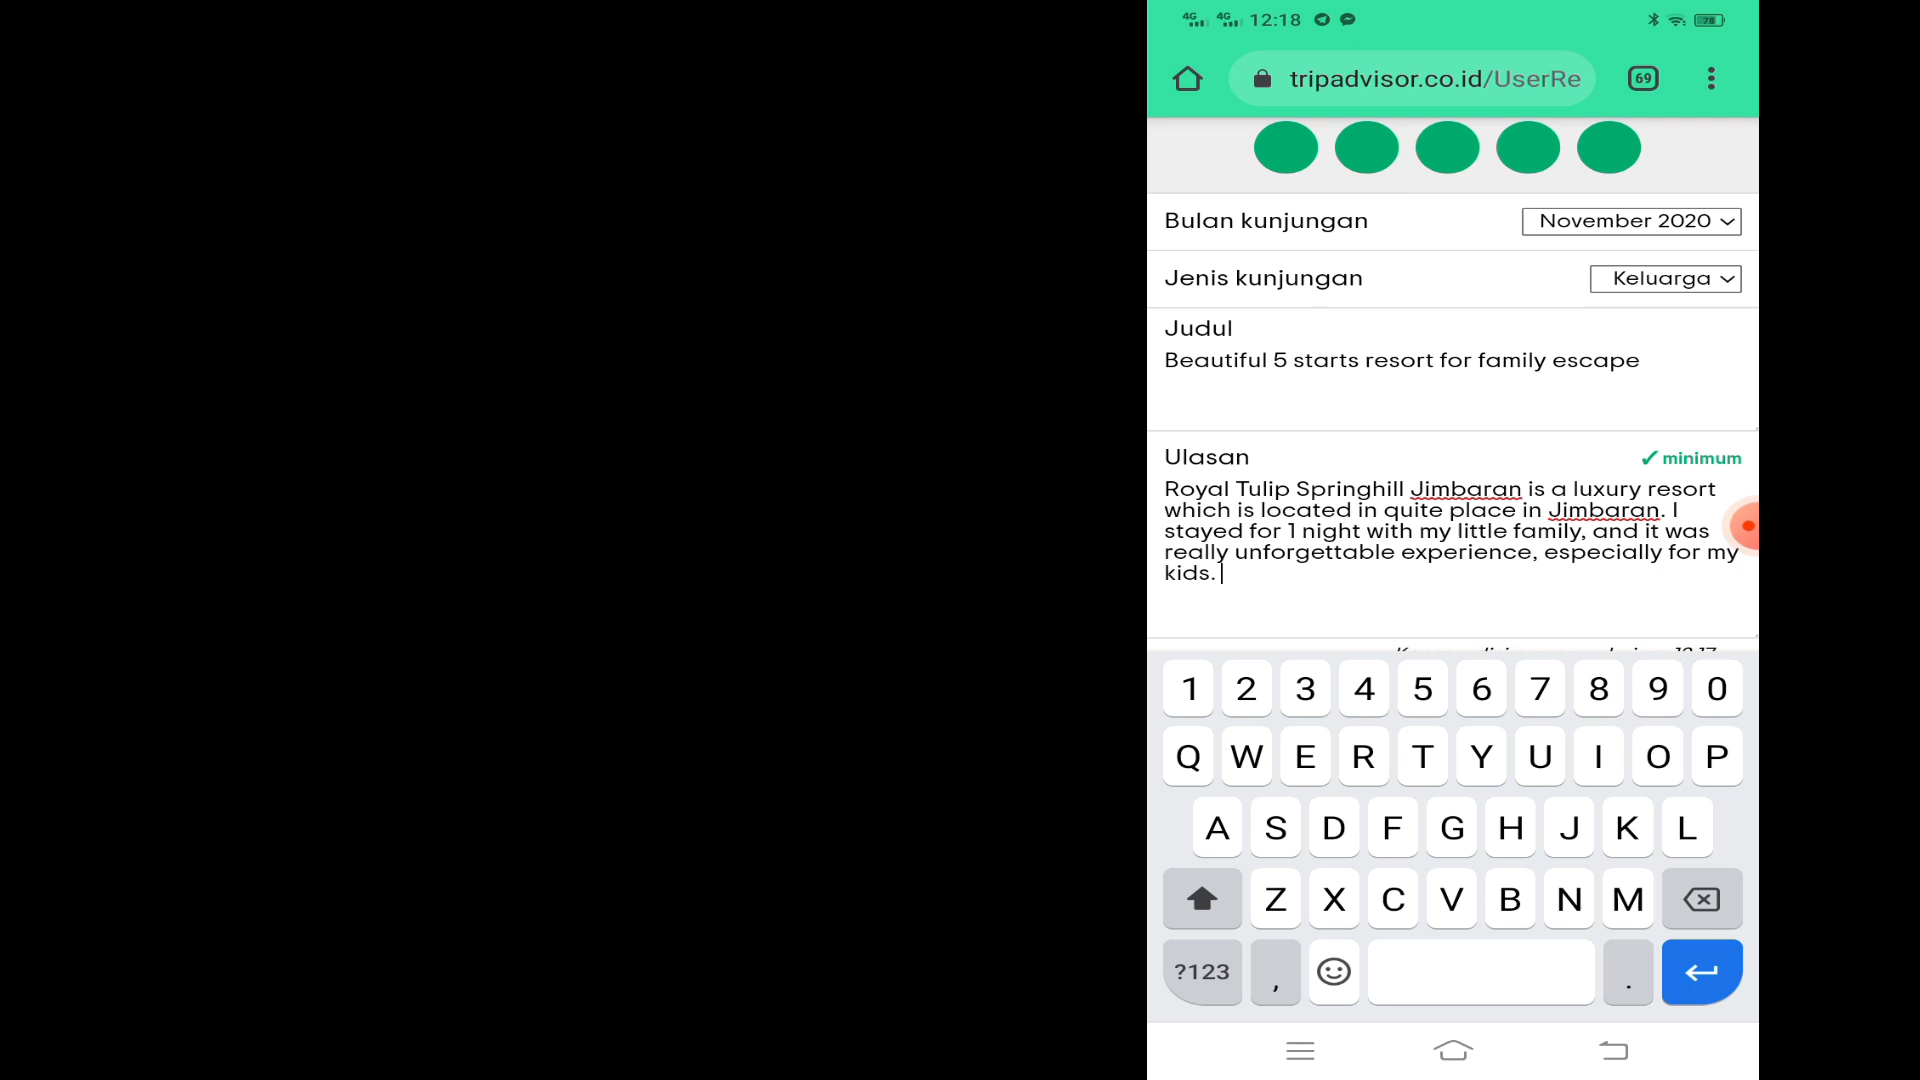 4G 4G 12:18 78
tripadvisor.co.id/UserRe 69
Bulan kunjungan November 2020
Jenis kunjungan Keluarga
Judul
Beautiful 5 starts resort for family escape
Ulasan minimum
Royal Tulip Springhill Jimbaran is a luxury resort
which is located in quite place in Jimbaran. I
stayed for 1 night with my little family, and it was
really unforgettable experience, especially for my
kids.
1 2 3 4 5 6 7 8 9 0
Q W E R T Y U I O P
A S D F G H J K L
Z X C V B N M
?123 , .